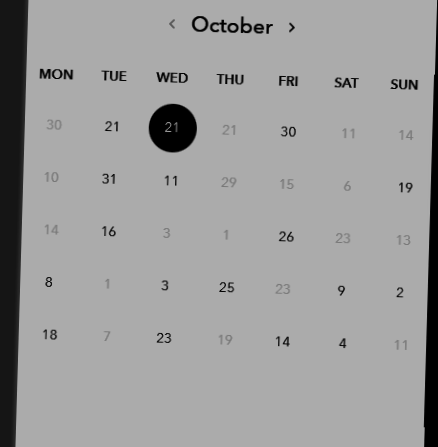 ‹ October ›
MON TUE WED THU FRI SAT SUN
30 21 21 21 30 11 14
10 31 11 29 15 6 19
14 16 3 1 26 23 13
8 1 3 25 23 9 2
18 7 23 19 14 4 11